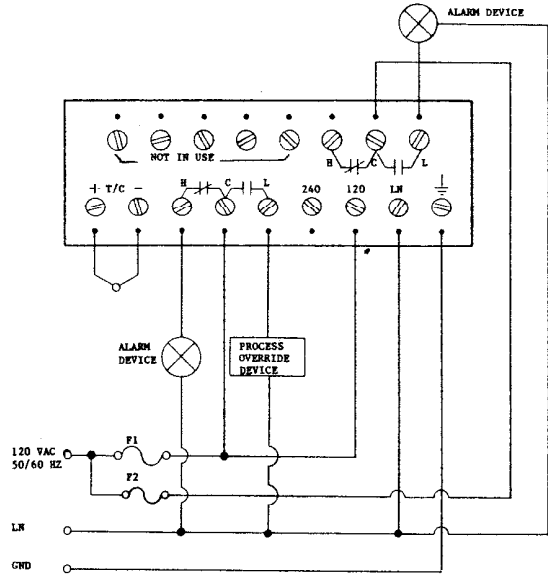 ALARM DEVICE
NOT IN USE
H C L
+ T/C -
H C L
240 120 LN
ALARM
DEVICE
PROCESS
OVERRIDE
DEVICE
120 VAC
50/60 HZ
F1
F2
LN
GND